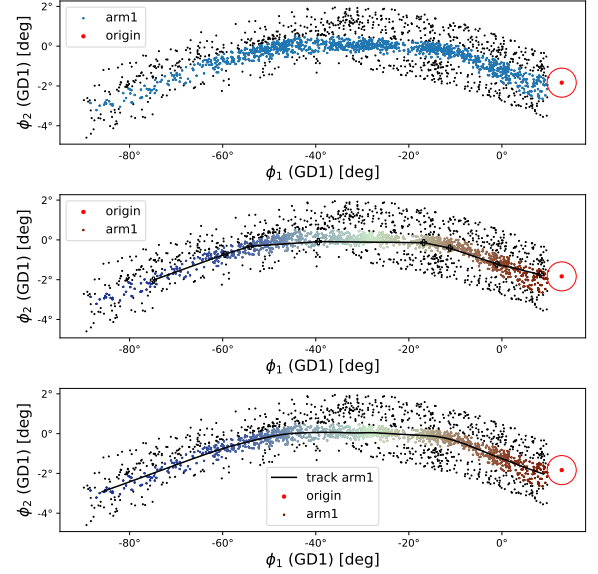 2°
0°
-2°
-4°
ϕ2 (GD1) [deg]
arm1
origin
-80°
-60°
-40°
-20°
0°
ϕ1 (GD1) [deg]
2°
0°
-2°
-4°
ϕ2 (GD1) [deg]
origin
arm1
-80°
-60°
-40°
-20°
0°
ϕ1 (GD1) [deg]
2°
0°
-2°
-4°
ϕ2 (GD1) [deg]
track arm1
origin
arm1
-80°
-60°
-40°
-20°
0°
ϕ1 (GD1) [deg]